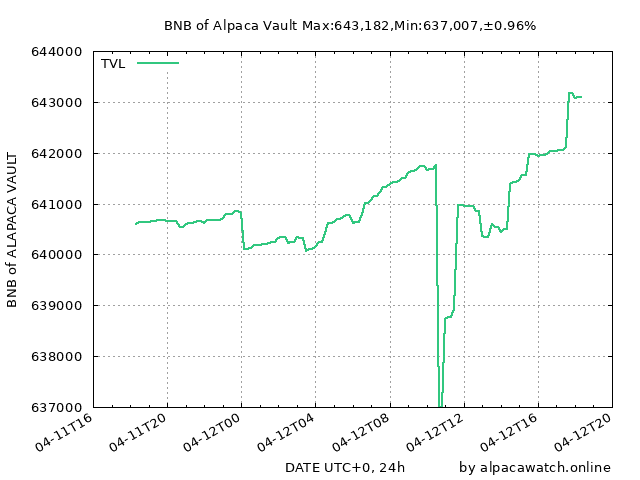 BNB of Alpaca Vault Max:643,182,Min:637,007,±0.96%
TVL
644000
643000
642000
641000
640000
639000
638000
637000
BNB of ALAPACA VAULT
04-11T16
04-11T20
04-12T00
04-12T04
04-12T08
04-12T12
04-12T16
04-12T20
DATE UTC+0, 24h
by alpacawatch.online